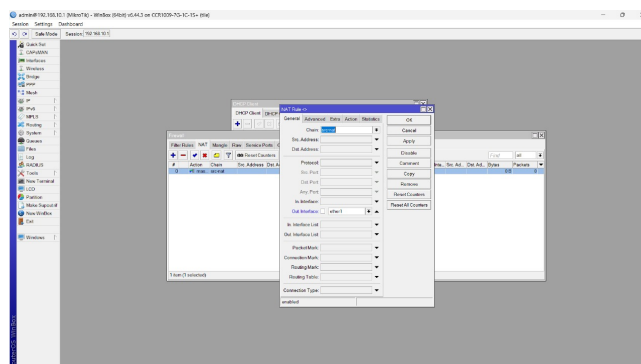 admin@192.168.10.1 (MikroTik) - WinBox (64bit) v6.44.3 on CCR1009-7G-1C-1S+ (tile)
Session Settings Dashboard
Safe Mode Session: 192.168.10.1
Quick Set
CAPsMAN
Interfaces
Wireless
Bridge
PPP
Mesh
IP
IPv6
MPLS
Routing
System
Queues
Files
Log
RADIUS
Tools
New Terminal
LCD
Partition
Make Supout.rif
New WinBox
Exit
Windows
DHCP Client
DHCP Client DHCP
Firewall
Filter Rules NAT Mangle Raw Service Ports
Reset Counters
Find all
# Action Chain Src. Address Dst. A
Src. Ad... Dst. Ad... Bytes Packets
0 mas... srcnat 0 B 0
1 item (1 selected)
NAT Rule <>
General Advanced Extra Action Statistics
Chain: srcnat
Src. Address:
Dst. Address:
Protocol:
Src. Port:
Dst. Port:
Any. Port:
In. Interface:
Out. Interface: ether1
In. Interface List:
Out. Interface List:
Packet Mark:
Connection Mark:
Routing Mark:
Routing Table:
Connection Type:
enabled
OK
Cancel
Apply
Disable
Comment
Copy
Remove
Reset Counters
Reset All Counters
RouterOS WinBox